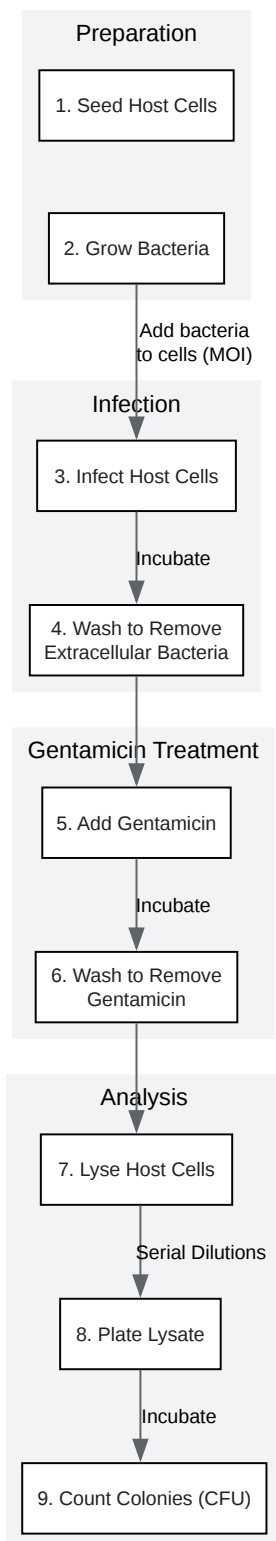 Preparation
1. Seed Host Cells
2. Grow Bacteria
Add bacteria
to cells (MOI)
Infection
3. Infect Host Cells
Incubate
4. Wash to Remove
Extracellular Bacteria
Gentamicin Treatment
5. Add Gentamicin
Incubate
6. Wash to Remove
Gentamicin
Analysis
7. Lyse Host Cells
Serial Dilutions
8. Plate Lysate
Incubate
9. Count Colonies (CFU)